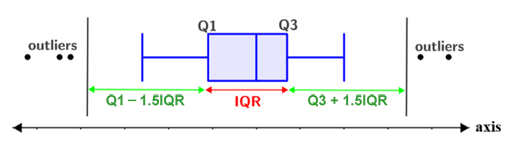 Q1 Q3
outliers outliers
Q1 – 1.5IQR IQR Q3 + 1.5IQR
axis